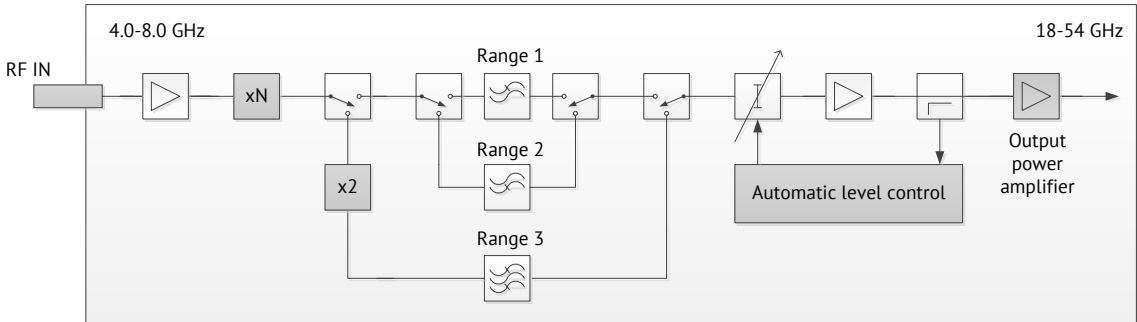 4.0-8.0 GHz
18-54 GHz
RF IN
xN
Range 1
Range 2
x2
Range 3
Automatic level control
Output
power
amplifier